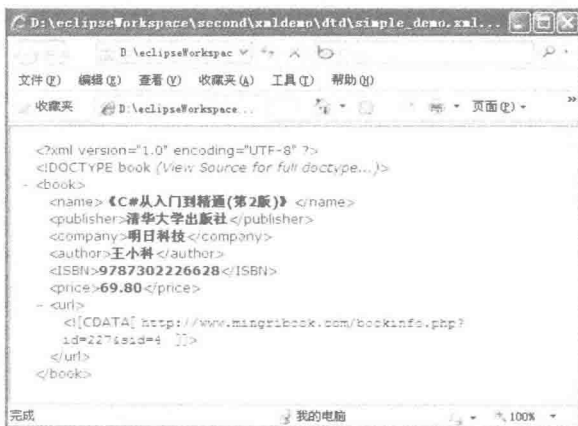 D:\eclipseWorkspace\second\xmldemo\dtd\simple_demo.xml...
D:\eclipseWorkspac
文件(F) 编辑(E) 查看(V) 收藏夹(A) 工具(T) 帮助(H)
收藏夹 D:\eclipseWorkspace... 页面(P)
<?xml version="1.0" encoding="UTF-8" ?>
<!DOCTYPE book (View Source for full doctype...)>
- <book>
<name>《C#从入门到精通(第2版)》</name>
<publisher>清华大学出版社</publisher>
<company>明日科技</company>
<author>王小科</author>
<ISBN>9787302226628</ISBN>
<price>69.80</price>
- <url>
<![CDATA[ http://www.mingribook.com/bookinfo.php?
id=227&sid=4 ]]>
</url>
</book>
完成 我的电脑 100%